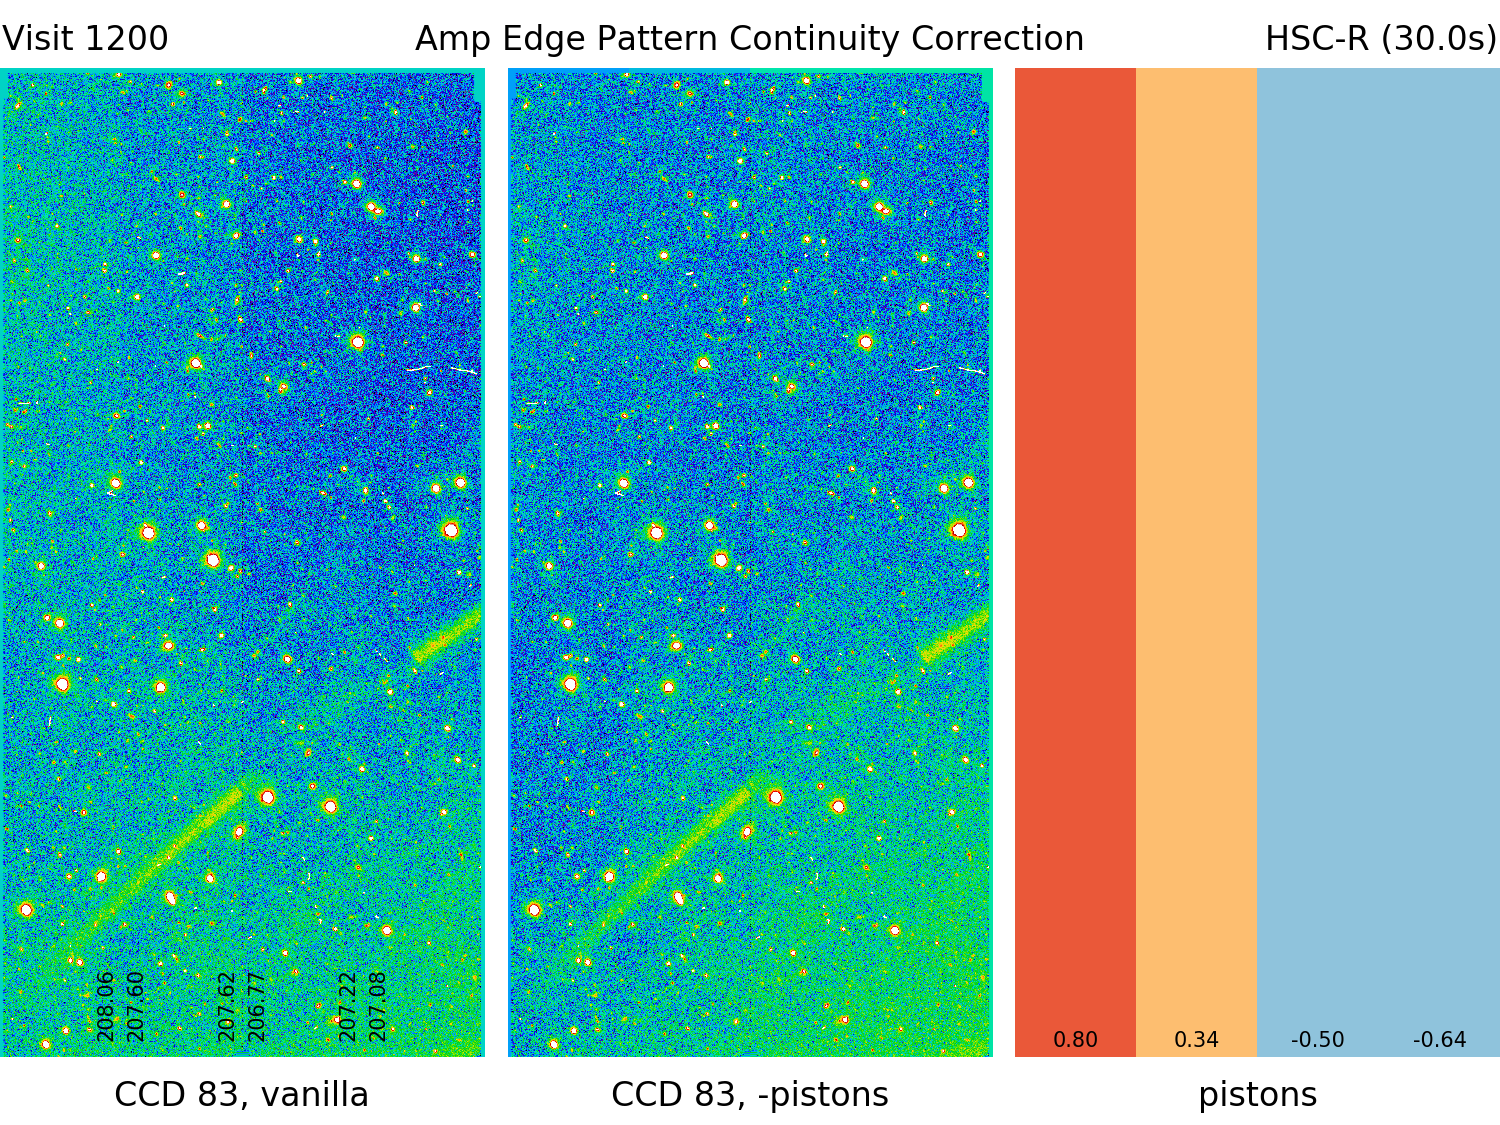 Visit 1200
Amp Edge Pattern Continuity Correction
HSC-R (30.0s)
208.06
207.60
207.62
206.77
207.22
207.08
0.80
0.34
-0.50
-0.64
CCD 83, vanilla
CCD 83, -pistons
pistons